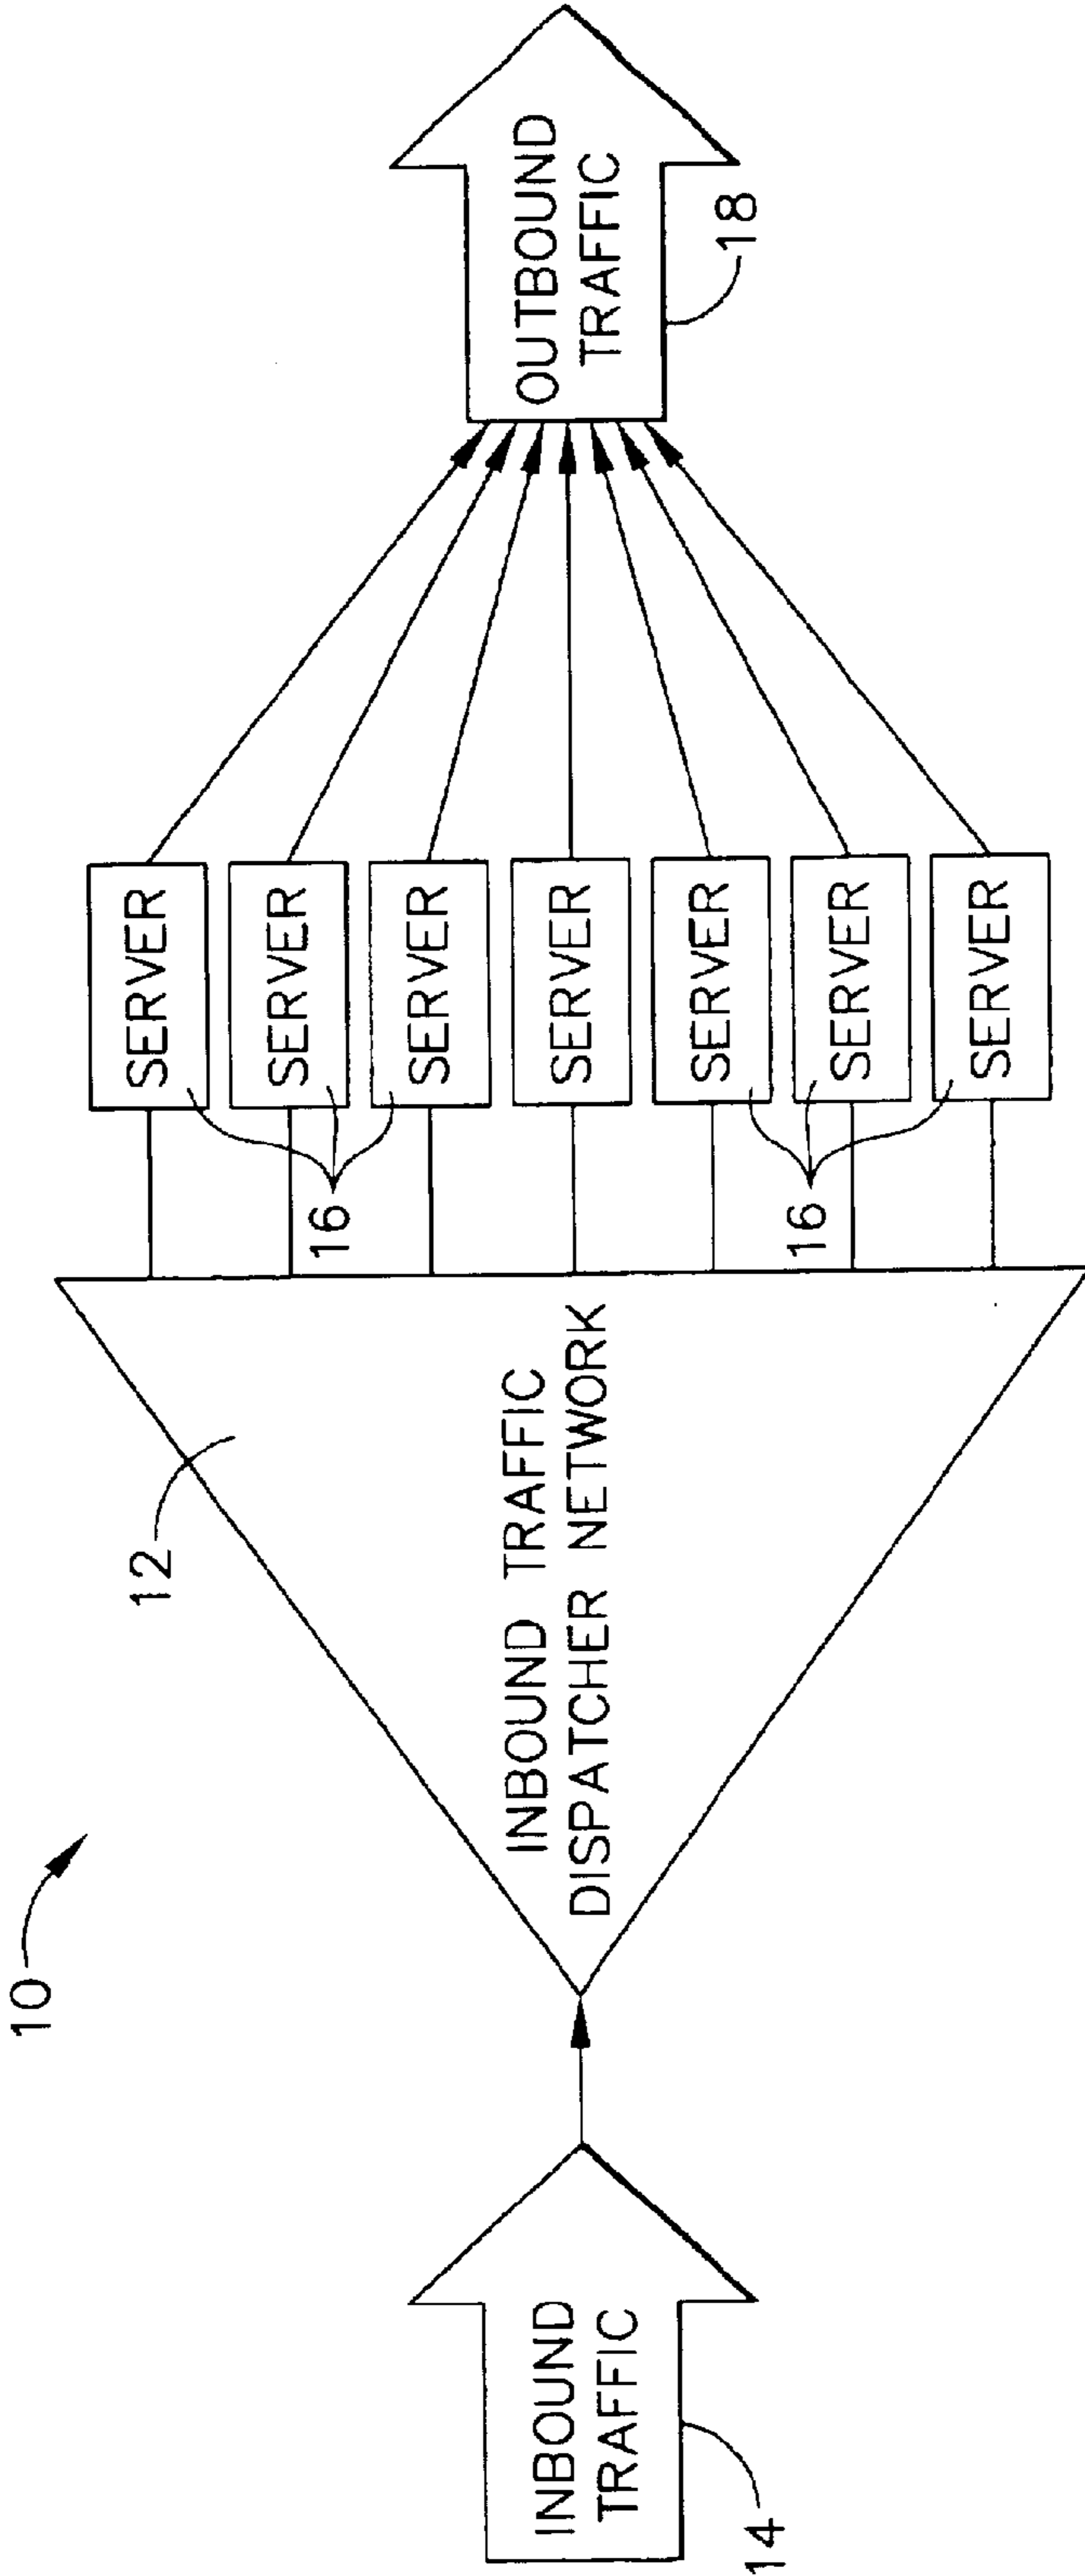 10
12
INBOUND
TRAFFIC
14
INBOUND TRAFFIC
DISPATCHER NETWORK
SERVER
SERVER
SERVER
16
SERVER
SERVER
SERVER
16
SERVER
OUTBOUND
TRAFFIC
18